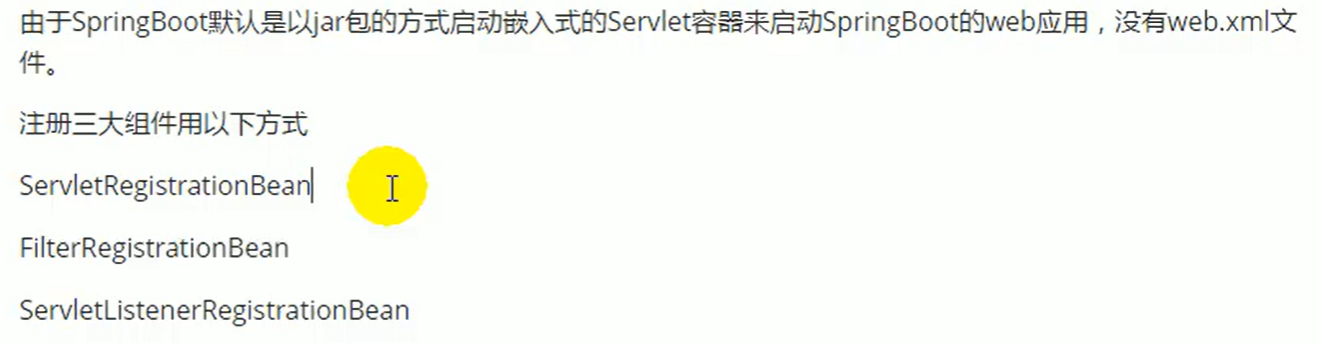 由于SpringBoot默认是以jar包的方式启动嵌入式的Servlet容器来启动SpringBoot的web应用，没有web.xml文
件。
注册三大组件用以下方式
ServletRegistrationBean
FilterRegistrationBean
ServletListenerRegistrationBean